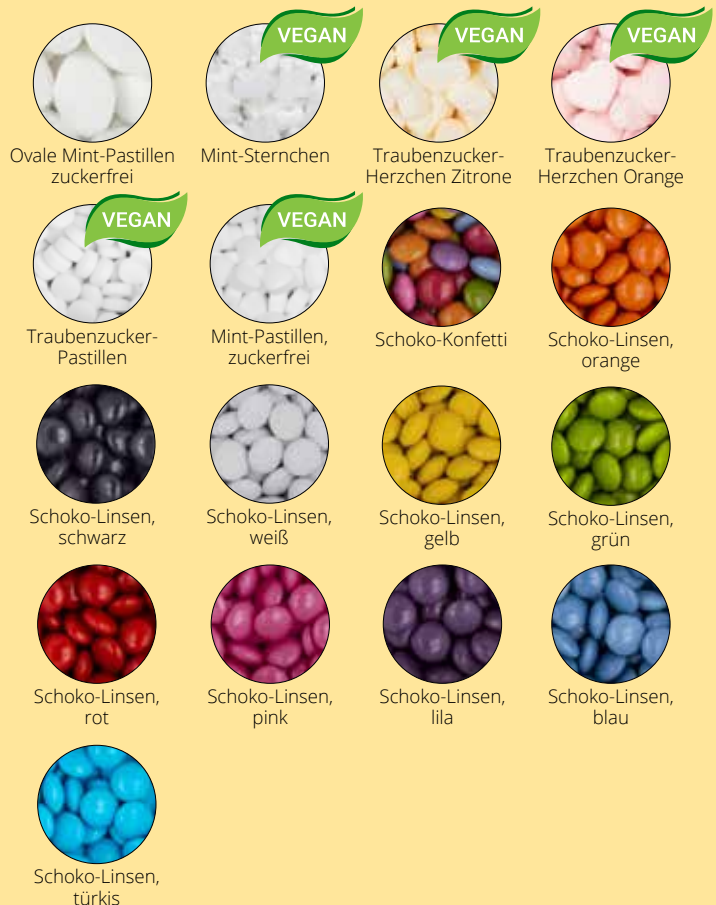 VEGAN
VEGAN
VEGAN
Ovale Mint-Pastillen
zuckerfrei
Mint-Sternchen
Traubenzucker-
Herzchen Zitrone
Traubenzucker-
Herzchen Orange
VEGAN
VEGAN
Traubenzucker-
Pastillen
Mint-Pastillen,
zuckerfrei
Schoko-Konfetti
Schoko-Linsen,
orange
Schoko-Linsen,
schwarz
Schoko-Linsen,
weiß
Schoko-Linsen,
gelb
Schoko-Linsen,
grün
Schoko-Linsen,
rot
Schoko-Linsen,
pink
Schoko-Linsen,
lila
Schoko-Linsen,
blau
Schoko-Linsen,
türkis